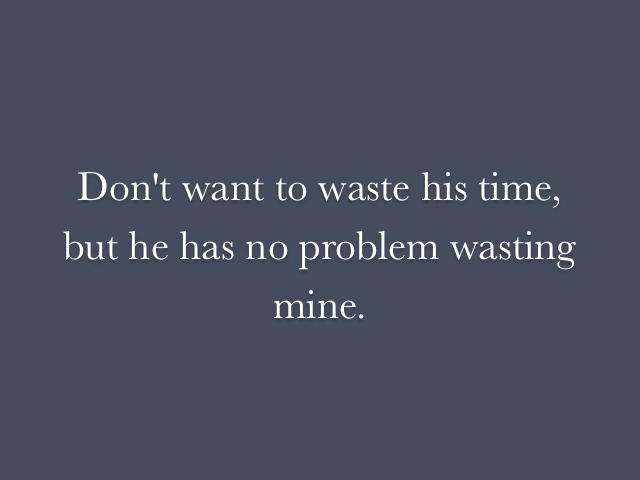 Don't want to waste his time,
but he has no problem wasting
mine.